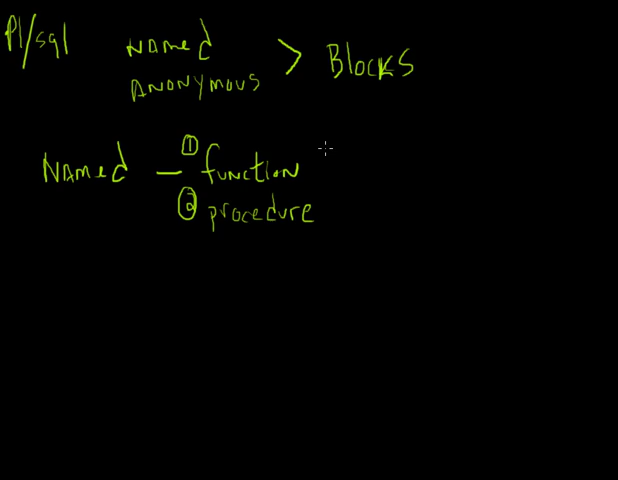 Pl/sql
Named
Anonymous > Blocks
Named — ① function
② procedure